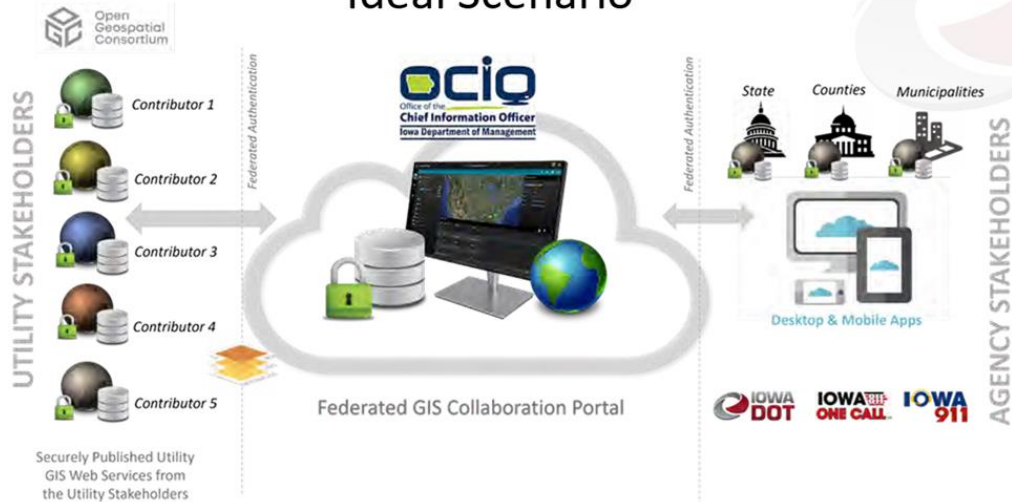 Ideal Scenario
Open
Geospatial
Consortium
OGC
UTILITY STAKEHOLDERS
Contributor 1
Contributor 2
Contributor 3
Contributor 4
Contributor 5
Securely Published Utility
GIS Web Services from
the Utility Stakeholders
Federated Authentication
OCIO
Office of the
Chief Information Officer
Iowa Department of Management
Federated GIS Collaboration Portal
Federated Authentication
State
Counties
Municipalities
Desktop & Mobile Apps
IOWA
DOT
IOWA
ONE CALL
IOWA
911
AGENCY STAKEHOLDERS